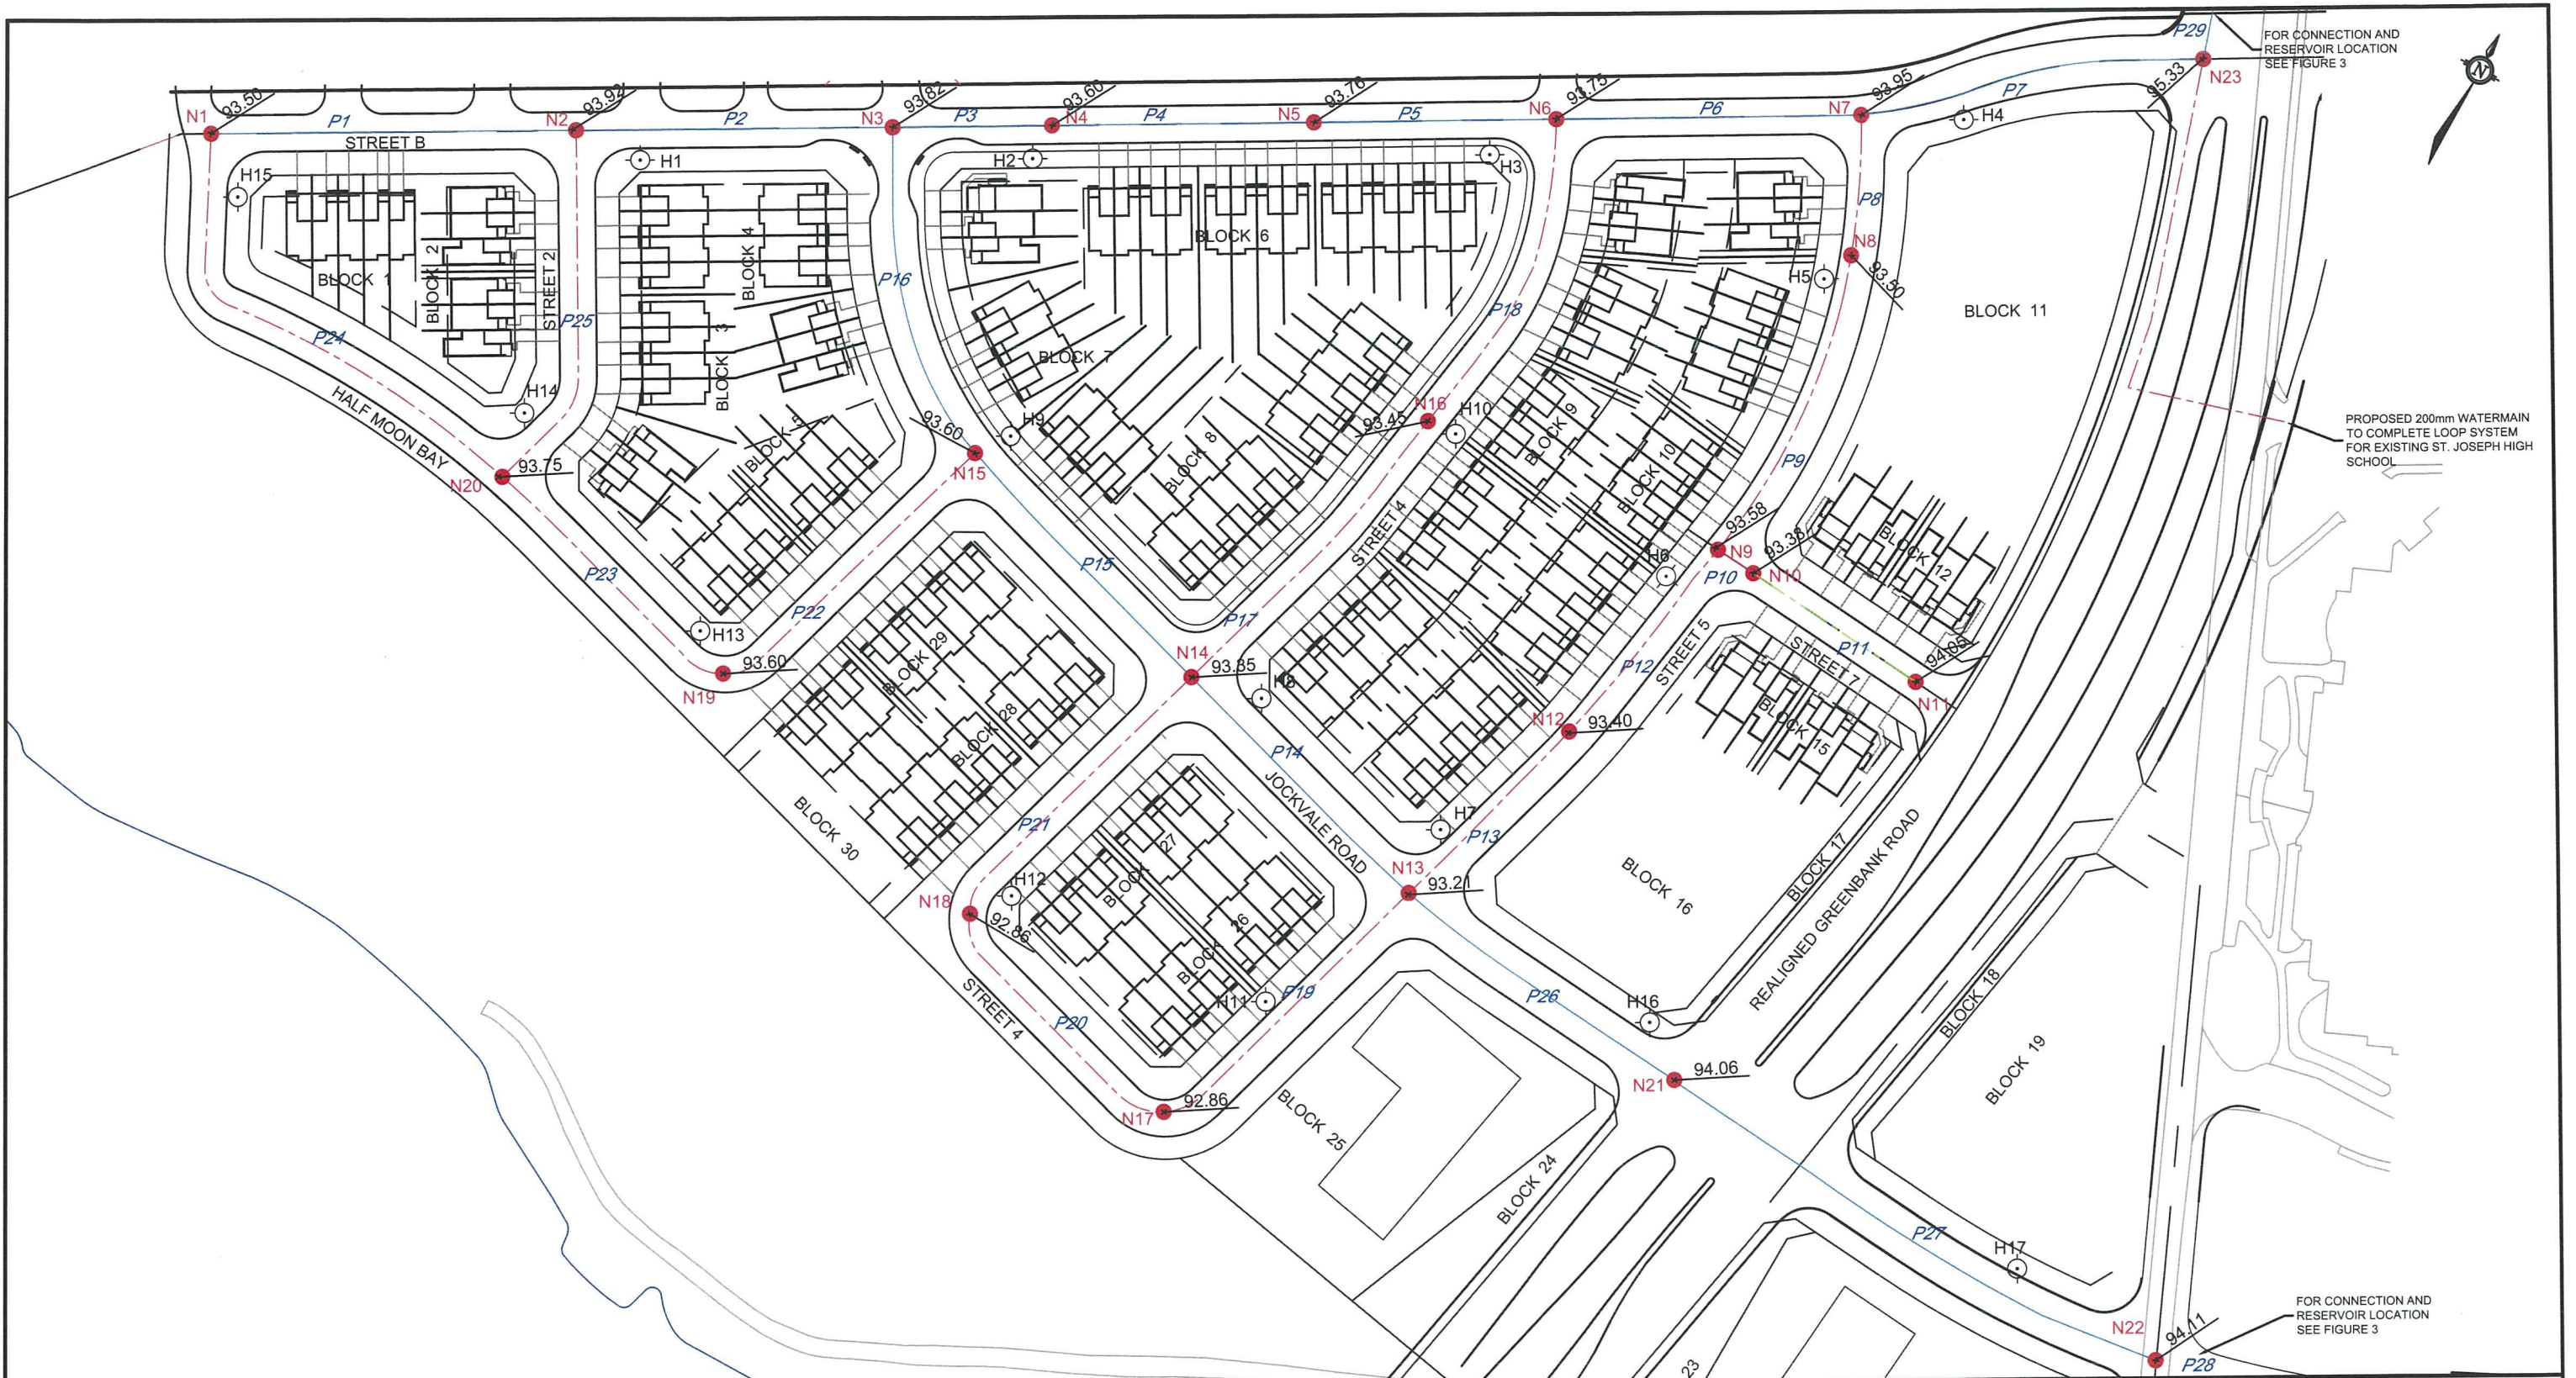 P29
FOR CONNECTION AND
RESERVOIR LOCATION
SEE FIGURE 3
N
N23
95.33
N1
93.50
P1
N2
93.92
P2
N3
93.82
P3
93.60
N4
P4
N5
93.76
P5
N6
93.75
P6
N7
93.95
P7
H4
STREET B
H15
H1
H2
H3
P8
N8
93.50
H5
BLOCK 1
BLOCK 2
STREET 2
BLOCK 4
P16
BLOCK 6
P18
BLOCK 11
P24
P25
BLOCK 3
BLOCK 7
HALF MOON BAY
H14
93.60
H9
N16
93.45
H10
BLOCK 9
PROPOSED 200mm WATERMAIN
TO COMPLETE LOOP SYSTEM
FOR EXISTING ST. JOSEPH HIGH
SCHOOL
BLOCK 5
BLOCK 8
N15
BLOCK 10
P9
93.75
N20
STREET 4
93.58
N9
93.38
N10
BLOCK 12
H6
P10
P15
P23
P22
P17
H13
BLOCK 29
STREET 5
P12
STREET 7
P11
94.05
N11
93.60
N19
N14
93.85
H8
BLOCK 28
N12
93.40
BLOCK 15
P14
JOCKVALE ROAD
BLOCK 30
P21
H7
P13
BLOCK 27
N13
93.21
BLOCK 16
BLOCK 17
REALIGNED GREENBANK ROAD
H12
N18
92.86
BLOCK 26
H11
P19
P26
H16
STREET 4
P20
BLOCK 18
N21
94.06
BLOCK 19
N17
92.86
BLOCK 25
BLOCK 24
P27
H17
FOR CONNECTION AND
RESERVOIR LOCATION
SEE FIGURE 3
N22
94.11
P28
23